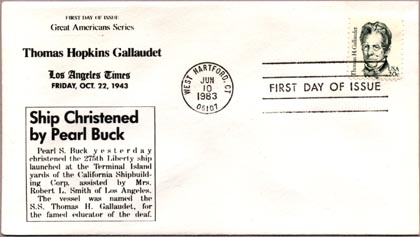 FIRST DAY OF ISSUE
Great Americans Series
Thomas Hopkins Gallaudet
Los Angeles Times
FRIDAY, OCT. 22, 1943
Ship Christened
by Pearl Buck
Pearl S. Buck yesterday
christened the 275th Liberty ship
launched at the Terminal Island
yards of the California Shipbuild-
ing Corp. assisted by Mrs.
Robert L. Smith of Los Angeles.
The vessel was named the
S.S. Thomas H. Gallaudet, for
the famed educator of the deaf.
WEST HARTFORD, CT
JUN
10
1983
06107
FIRST DAY OF ISSUE
Thomas H. Gallaudet
USA
20c